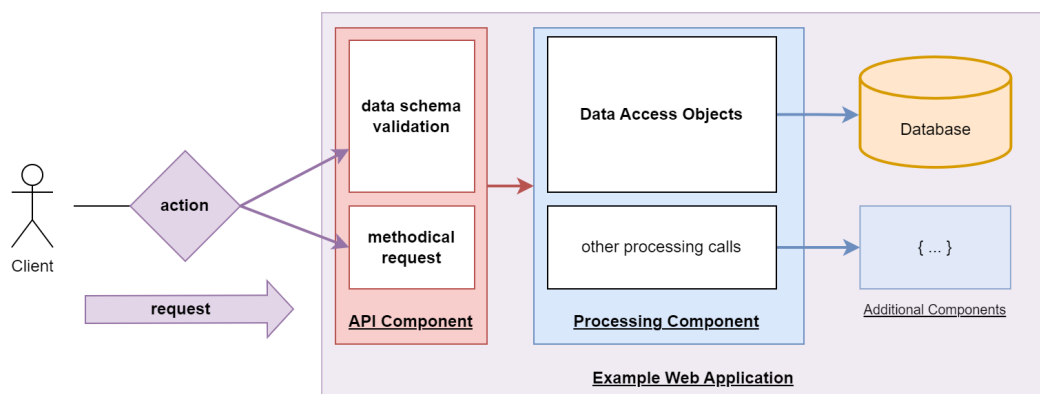 Client
action
request
data schema
validation
methodical
request
API Component
Data Access Objects
other processing calls
Processing Component
Database
{ ... }
Additional Components
Example Web Application